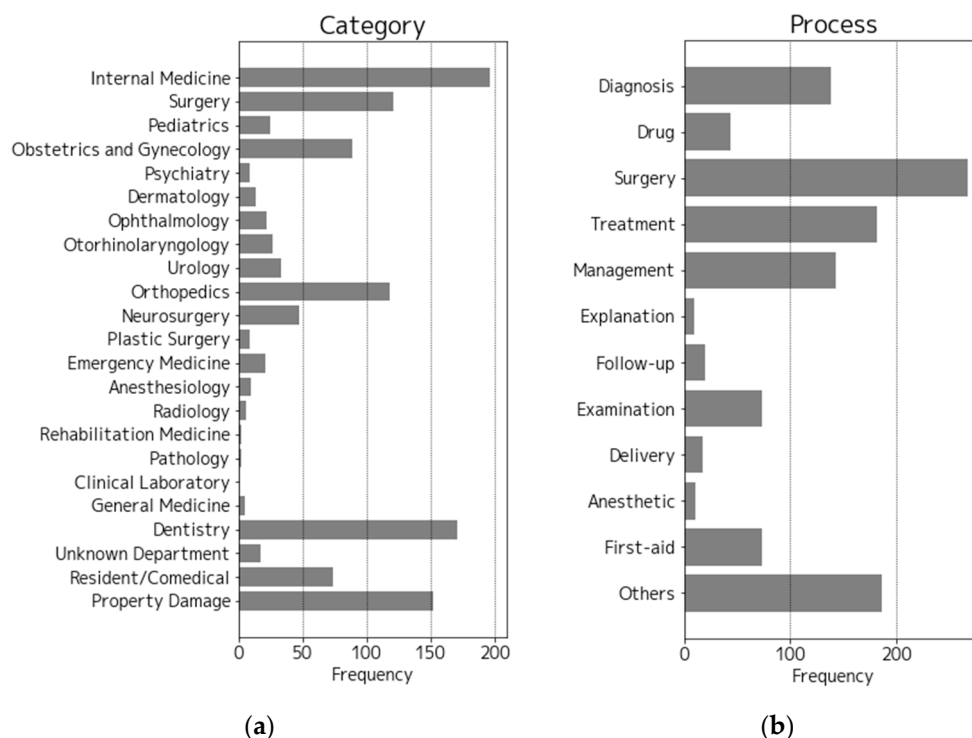 Category
Internal Medicine
Surgery
Pediatrics
Obstetrics and Gynecology
Psychiatry
Dermatology
Ophthalmology
Otorhinolaryngology
Urology
Orthopedics
Neurosurgery
Plastic Surgery
Emergency Medicine
Anesthesiology
Radiology
Rehabilitation Medicine
Pathology
Clinical Laboratory
General Medicine
Dentistry
Unknown Department
Resident/Comedical
Property Damage
0 50 100 150 200
Frequency
(a)
Process
Diagnosis
Drug
Surgery
Treatment
Management
Explanation
Follow-up
Examination
Delivery
Anesthetic
First-aid
Others
0 100 200
Frequency
(b)